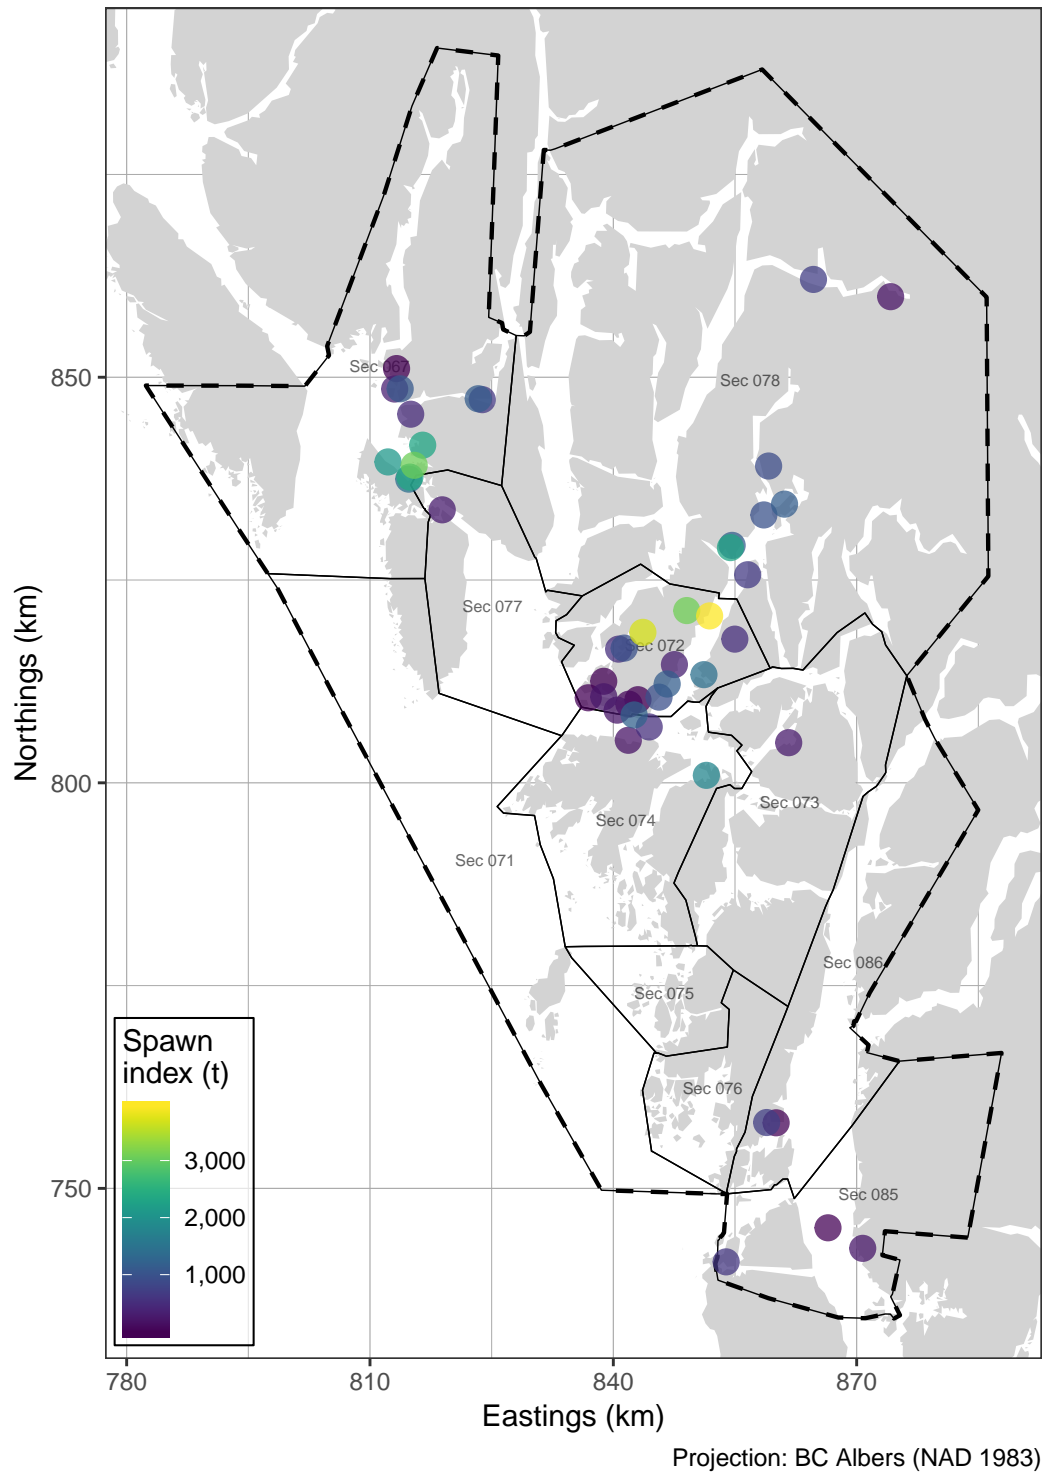 Sec 067
850
Sec 078
Sec 077
Sec 072
800
Sec 073
Sec 074
Sec 071
Sec 086
Sec 075
Sec 076
Spawn
index (t)
3,000
2,000
1,000
750
Sec 085
Northings (km)
780
810
840
870
Eastings (km)
Projection: BC Albers (NAD 1983)